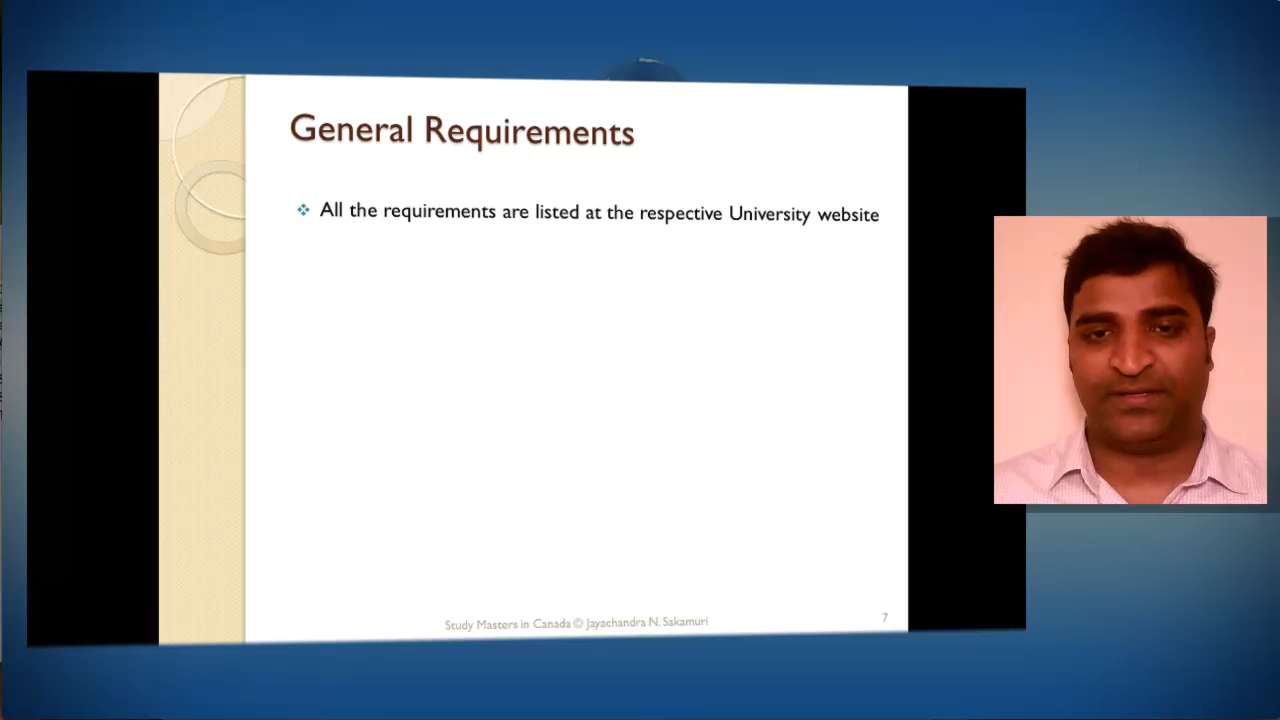 General Requirements
All the requirements are listed at the respective University website
Study Masters in Canada © Jayachandra N. Sakamuri
7